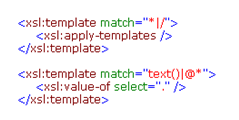 <xsl:template match="*|/">
<xsl:apply-templates />
</xsl:template>
<xsl:template match="text()|@*">
<xsl:value-of select="." />
</xsl:template>